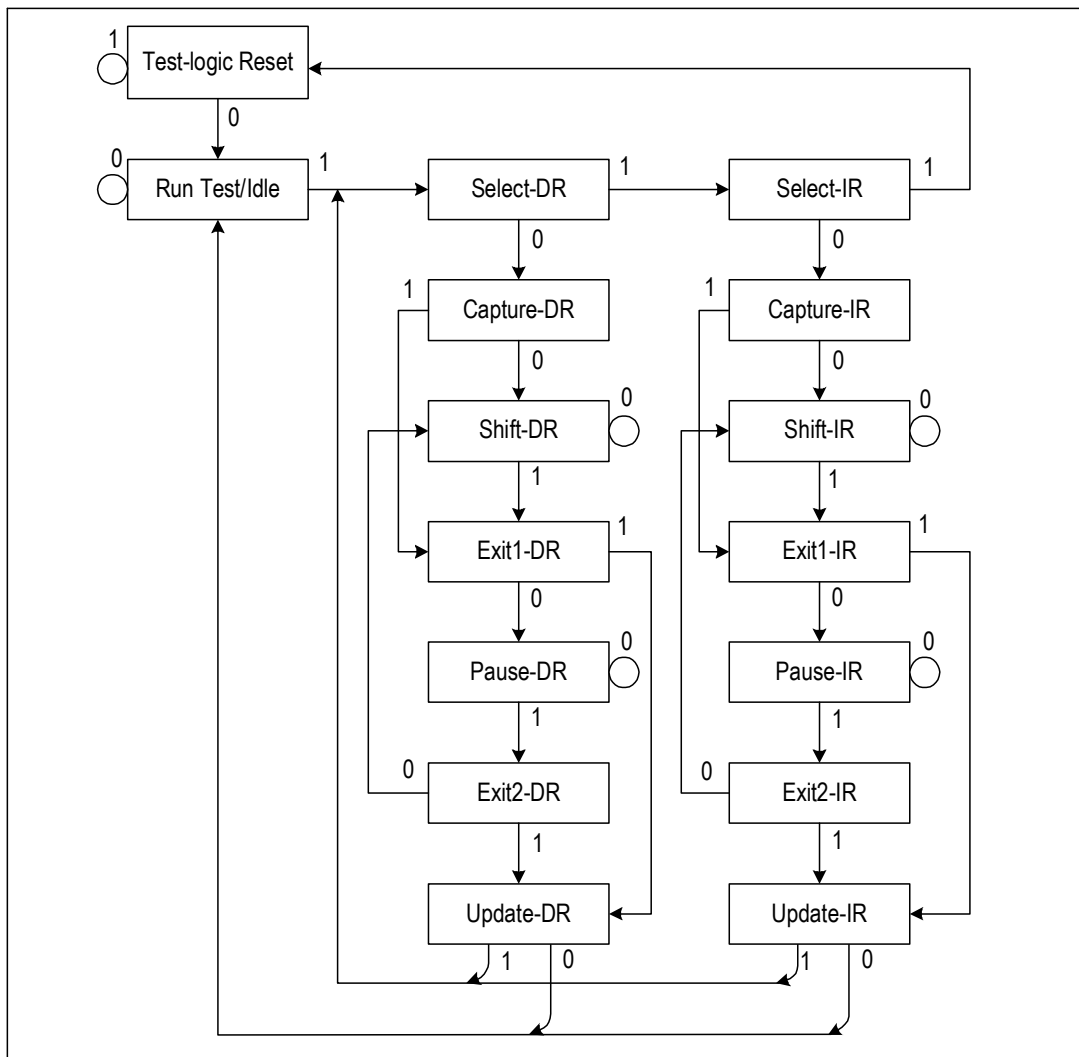 1
Test-logic Reset
0
0
Run Test/Idle
1
Select-DR
1
Select-IR
1
0
0
1
Capture-DR
1
Capture-IR
0
0
Shift-DR
0
Shift-IR
0
1
1
Exit1-DR
1
Exit1-IR
1
0
0
Pause-DR
0
Pause-IR
0
1
1
0
Exit2-DR
0
Exit2-IR
1
1
Update-DR
Update-IR
1
0
1
0